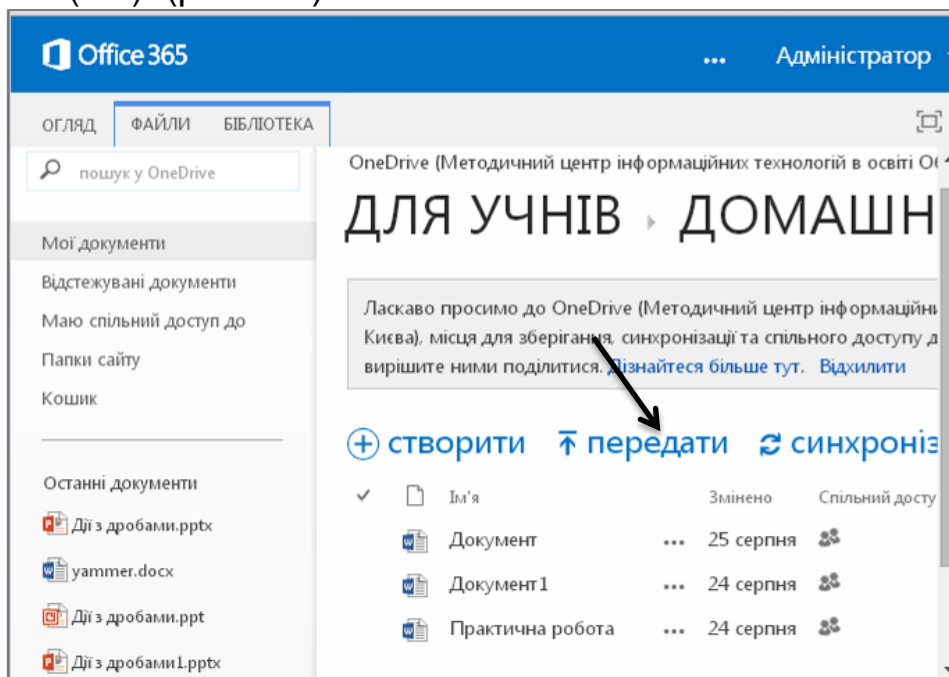 Office 365
... Адміністратор
ОГЛЯД ФАЙЛИ БІБЛІОТЕКА
пошук у OneDrive
Мої документи
Відстежувані документи
Маю спільний доступ до
Папки сайту
Кошик
Останні документи
Дії з дробами.pptx
yammer.docx
Дії з дробами.ppt
Дії з дробами1.pptx
OneDrive (Методичний центр інформаційних технологій в освіті
ДЛЯ УЧНІВ ▸ ДОМАШН
Ласкаво просимо до OneDrive (Методичний центр інформаційни
Києва), місця для зберігання, синхронізації та спільного доступу д
вирішите ними поділитися. Дізнайтеся більше тут. Відхилити
створити передати синхроніз
Ім'я Змінено Спільний досту
Документ ... 25 серпня
Документ1 ... 24 серпня
Практична робота ... 24 серпня